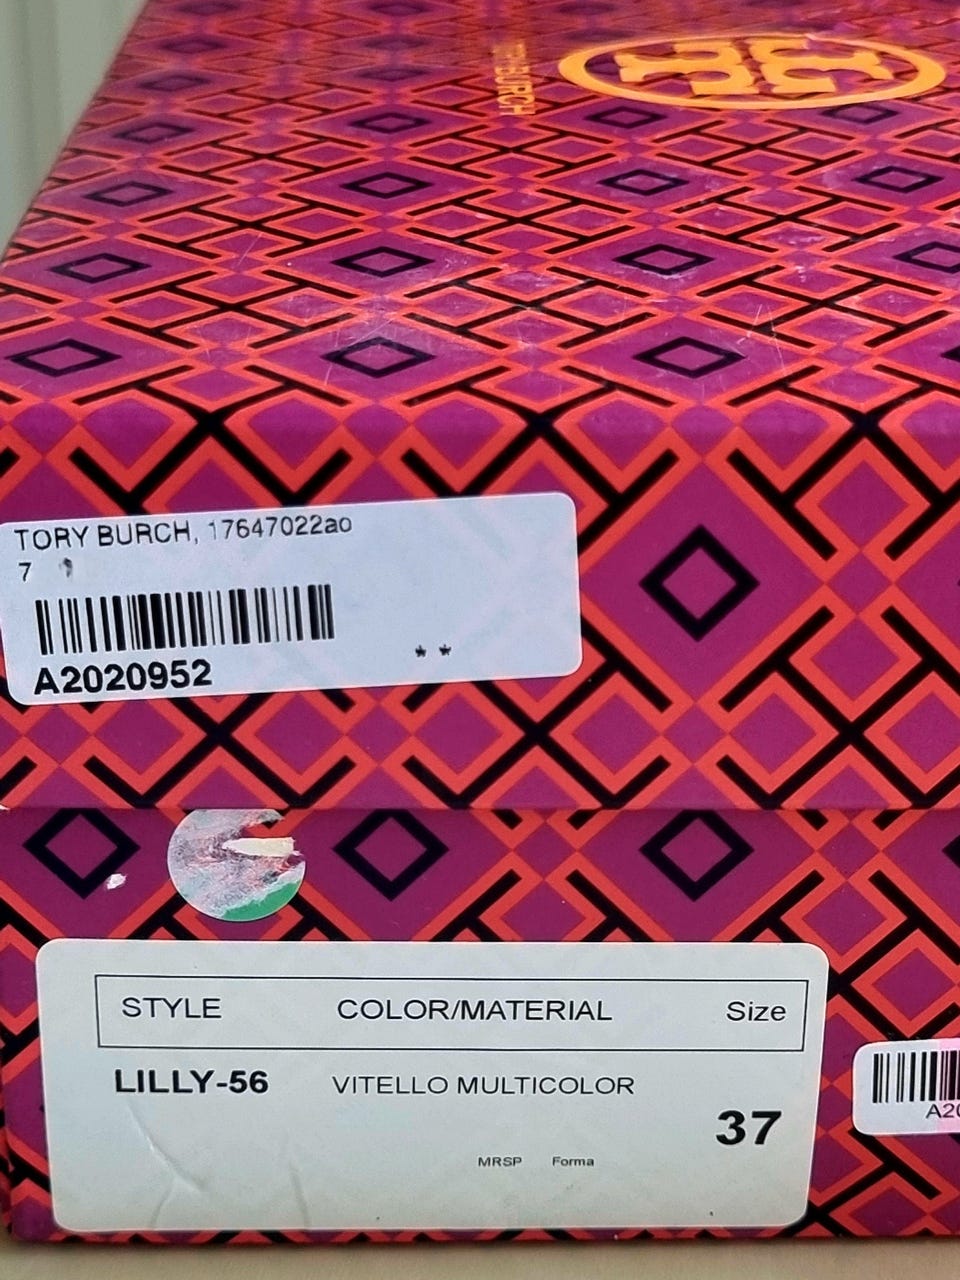 TORY BURCH
TORY BURCH, 17647022ao
7
A2020952
**
STYLE COLOR/MATERIAL Size
LILLY-56 VITELLO MULTICOLOR
37
MRSP Forma
A20